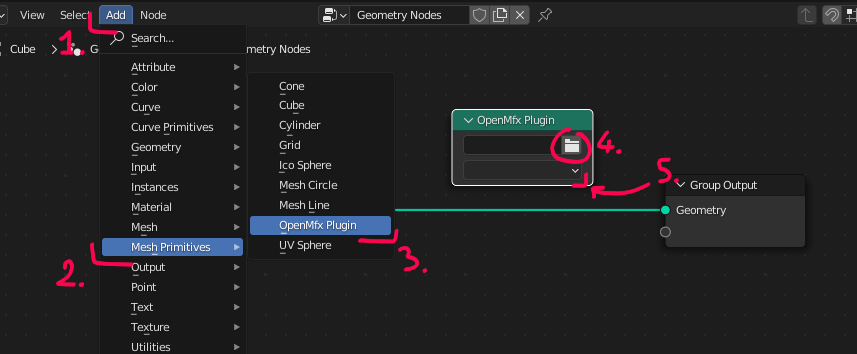 View Select Add Node Geometry Nodes
1. Search...
Cube > G
metry Nodes
Attribute
Color
Curve
Curve Primitives
Geometry
Input
Instances
Material
Mesh
2. Mesh Primitives
Output
Point
Text
Texture
Utilities
Cone
Cube
Cylinder
Grid
Ico Sphere
Mesh Circle
Mesh Line
OpenMfx Plugin
UV Sphere
3.
OpenMfx Plugin
4.
5.
Group Output
Geometry